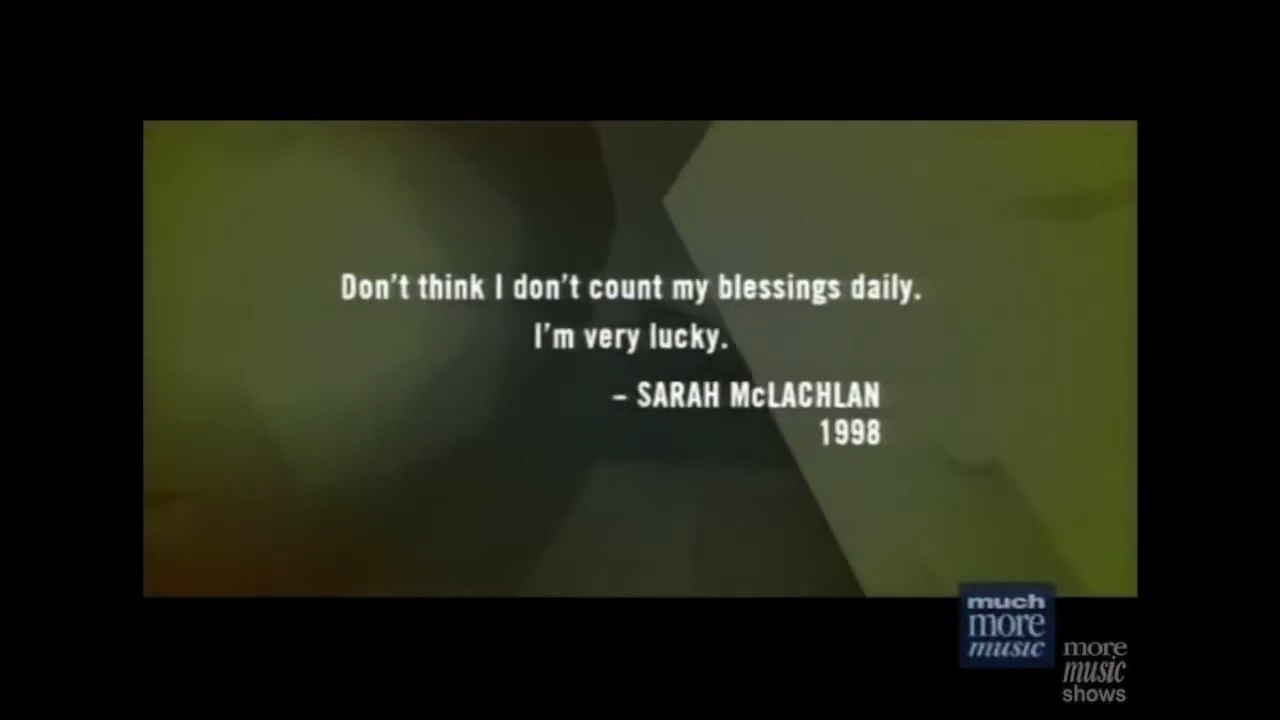 Don't think I don't count my blessings daily.
I'm very lucky.
– SARAH McLACHLAN
1998
much
more
music
more
music
shows